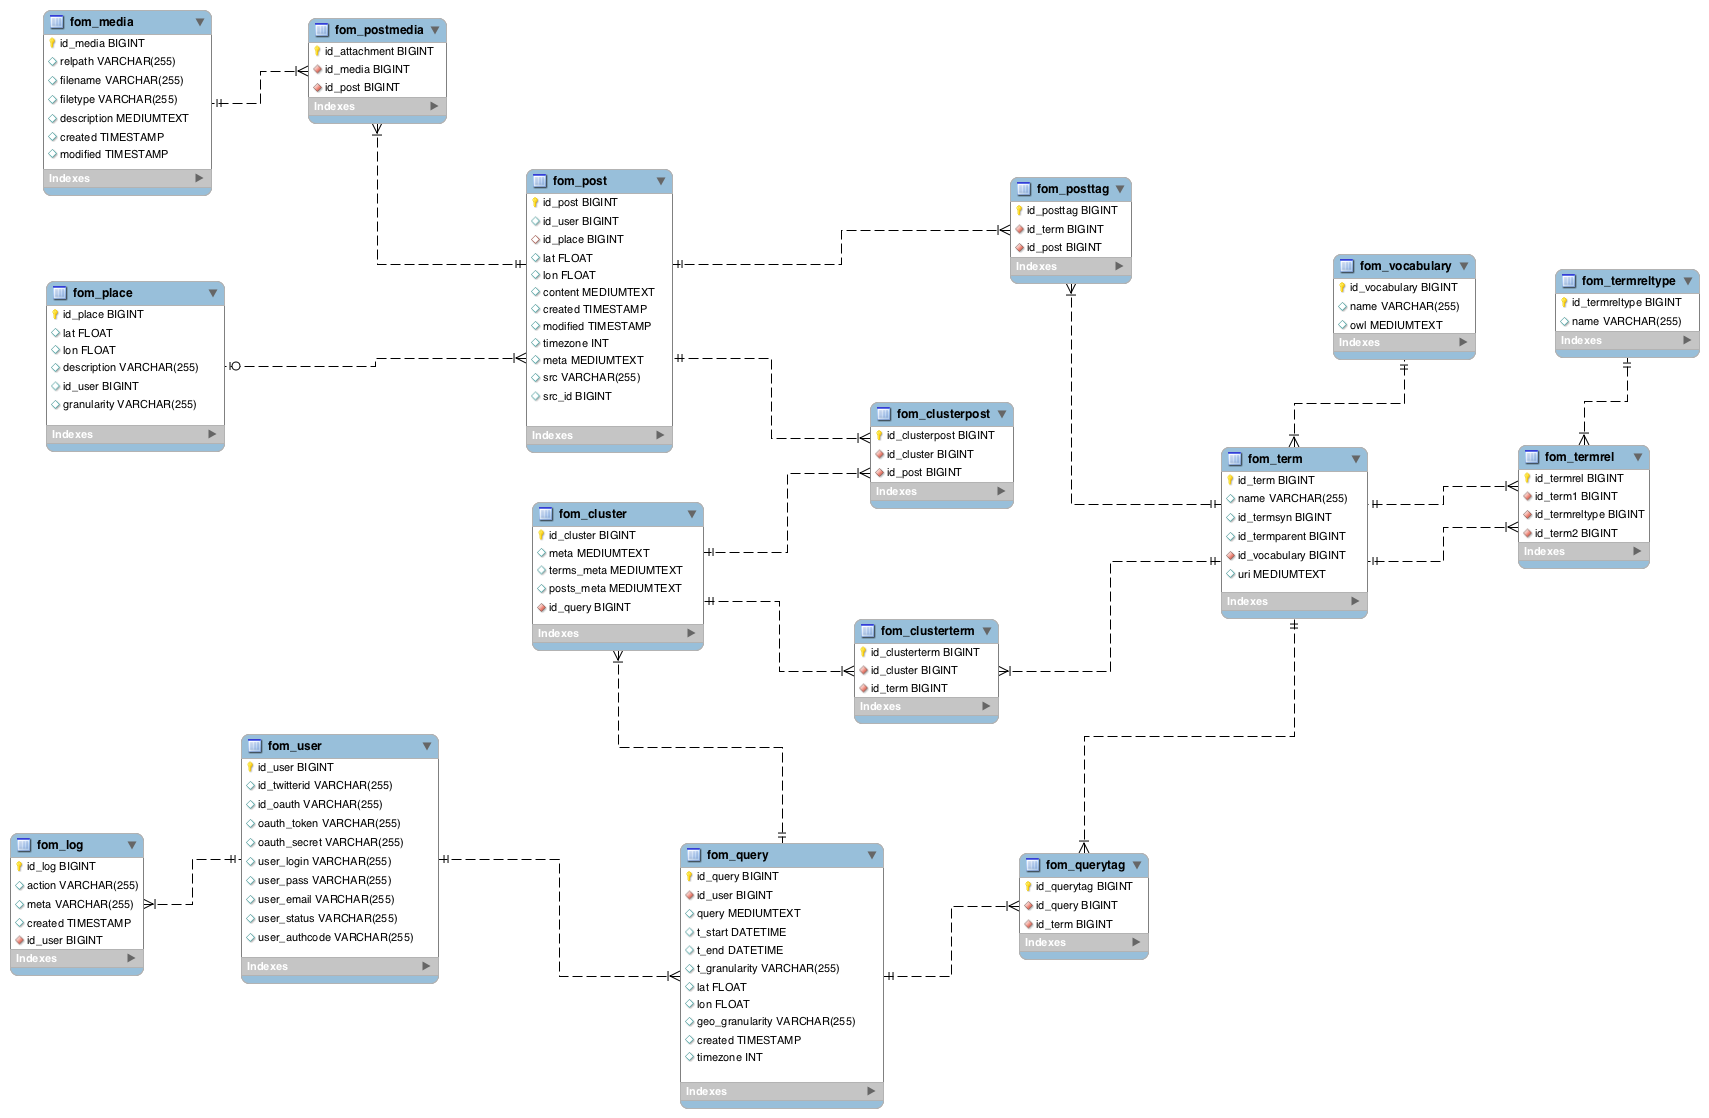 fom_media
id_media BIGINT
relpath VARCHAR(255)
filename VARCHAR(255)
filetype VARCHAR(255)
description MEDIUMTEXT
created TIMESTAMP
modified TIMESTAMP
Indexes
fom_postmedia
id_attachment BIGINT
id_media BIGINT
id_post BIGINT
Indexes
fom_post
id_post BIGINT
id_user BIGINT
id_place BIGINT
lat FLOAT
lon FLOAT
content MEDIUMTEXT
created TIMESTAMP
modified TIMESTAMP
timezone INT
meta MEDIUMTEXT
src VARCHAR(255)
src_id BIGINT
Indexes
fom_posttag
id_posttag BIGINT
id_term BIGINT
id_post BIGINT
Indexes
fom_vocabulary
id_vocabulary BIGINT
name VARCHAR(255)
owl MEDIUMTEXT
Indexes
fom_termreltype
id_termreltype BIGINT
name VARCHAR(255)
Indexes
fom_place
id_place BIGINT
lat FLOAT
lon FLOAT
description VARCHAR(255)
id_user BIGINT
granularity VARCHAR(255)
Indexes
fom_clusterpost
id_clusterpost BIGINT
id_cluster BIGINT
id_post BIGINT
Indexes
fom_term
id_term BIGINT
name VARCHAR(255)
id_termsyn BIGINT
id_termparent BIGINT
id_vocabulary BIGINT
uri MEDIUMTEXT
Indexes
fom_termrel
id_termrel BIGINT
id_term1 BIGINT
id_termreltype BIGINT
id_term2 BIGINT
Indexes
fom_cluster
id_cluster BIGINT
meta MEDIUMTEXT
terms_meta MEDIUMTEXT
posts_meta MEDIUMTEXT
id_query BIGINT
Indexes
fom_clusterterm
id_clusterterm BIGINT
id_cluster BIGINT
id_term BIGINT
Indexes
fom_user
id_user BIGINT
id_twitterid VARCHAR(255)
id_oauth VARCHAR(255)
oauth_token VARCHAR(255)
oauth_secret VARCHAR(255)
user_login VARCHAR(255)
user_pass VARCHAR(255)
user_email VARCHAR(255)
user_status VARCHAR(255)
user_authcode VARCHAR(255)
Indexes
fom_log
id_log BIGINT
action VARCHAR(255)
meta VARCHAR(255)
created TIMESTAMP
id_user BIGINT
Indexes
fom_query
id_query BIGINT
id_user BIGINT
query MEDIUMTEXT
t_start DATETIME
t_end DATETIME
t_granularity VARCHAR(255)
lat FLOAT
lon FLOAT
geo_granularity VARCHAR(255)
created TIMESTAMP
timezone INT
Indexes
fom_querytag
id_querytag BIGINT
id_query BIGINT
id_term BIGINT
Indexes